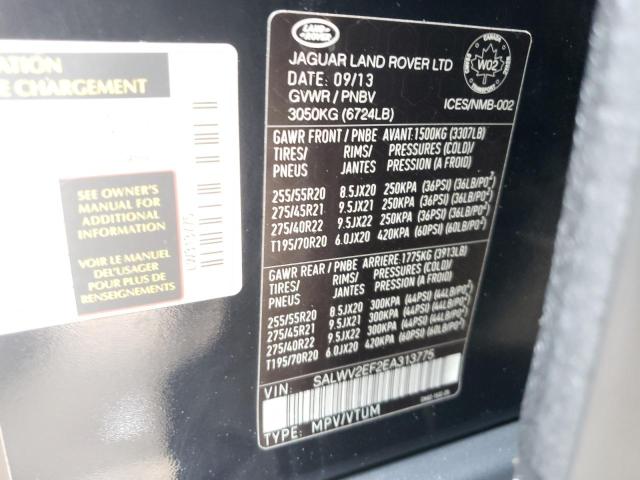 ATION
E CHARGEMENT
SEE OWNER'S
MANUAL FOR
ADDITIONAL
INFORMATION
VOIR LE MANUEL
DEL'USAGER
POUR PLUS DE
RENSEIGNEMENTS
LAND
ROVER
JAGUAR LAND ROVER LTD
DATE: 09/13
GVWR / PNBV
3050KG (6724LB)
CANADA
W02
TRANSPORT
ICES/NMB-002
GAWR FRONT / PNBE AVANT: 1500KG (3307LB)
TIRES/ RIMS/ PRESSURES (COLD)/
PNEUS JANTES PRESSION (A FROID)
255/55R20 8.5JX20 250KPA (36PSI) (36LB/PO²)
275/45R21 9.5JX21 250KPA (36PSI) (36LB/PO²)
275/40R22 9.5JX22 250KPA (36PSI) (36LB/PO²)
T195/70R20 6.0JX20 420KPA (60PSI) (60LB/PO²)
GAWR REAR / PNBE ARRIERE: 1775KG (3913LB)
TIRES/ RIMS/ PRESSURES (COLD)/
PNEUS JANTES PRESSION (A FROID)
255/55R20 8.5JX20 300KPA (44PSI) (44LB/PO²)
275/45R21 9.5JX21 300KPA (44PSI) (44LB/PO²)
275/40R22 9.5JX22 300KPA (44PSI) (44LB/PO²)
T195/70R20 6.0JX20 420KPA (60PSI) (60LB/PO²)
VIN: SALWV2EF2EA313775
TYPE: MPV/VTUM